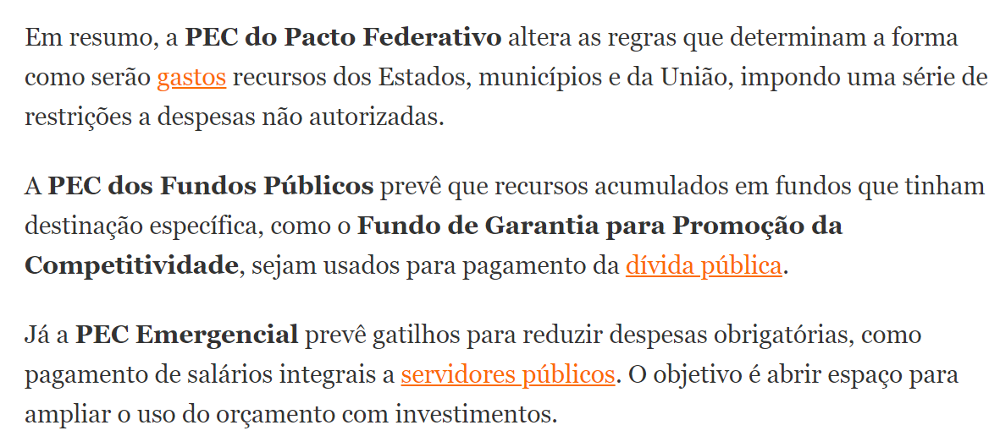 Em resumo, a PEC do Pacto Federativo altera as regras que determinam a forma
como serão gastos recursos dos Estados, municípios e da União, impondo uma série de
restrições a despesas não autorizadas.
A PEC dos Fundos Públicos prevê que recursos acumulados em fundos que tinham
destinação específica, como o Fundo de Garantia para Promoção da
Competitividade, sejam usados para pagamento da dívida pública.
Já a PEC Emergencial prevê gatilhos para reduzir despesas obrigatórias, como
pagamento de salários integrais a servidores públicos. O objetivo é abrir espaço para
ampliar o uso do orçamento com investimentos.